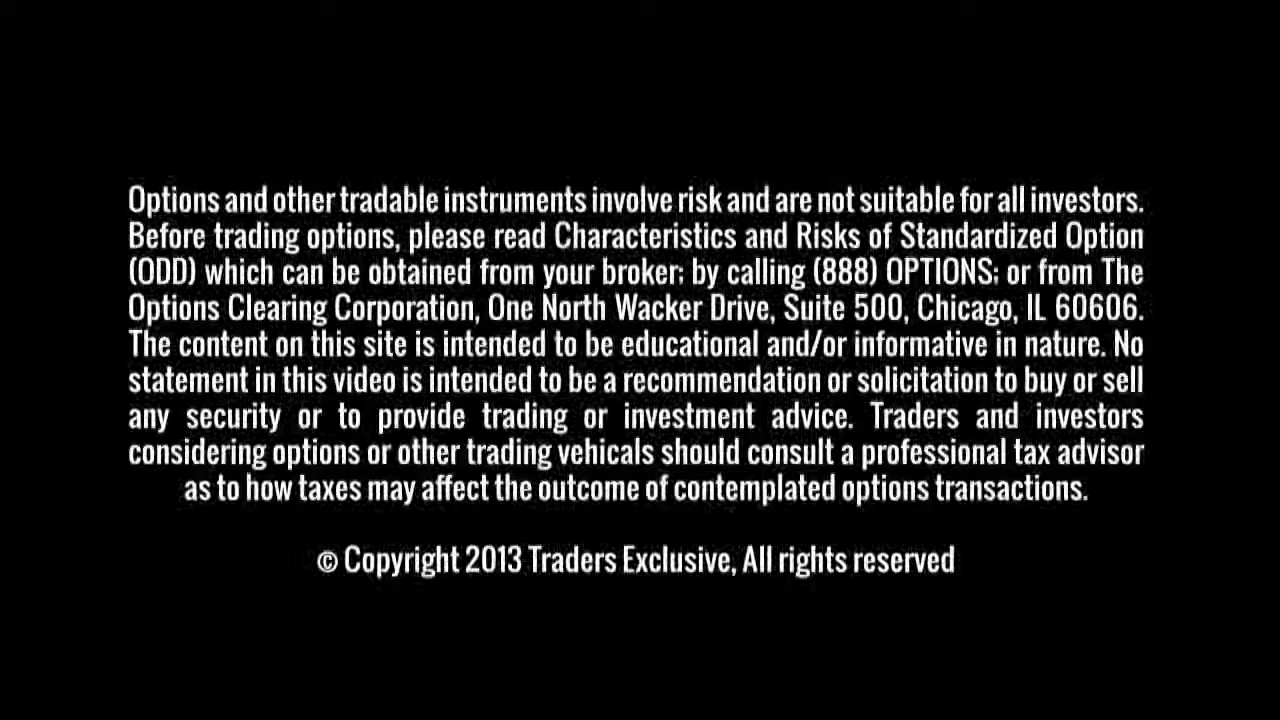 Options and other tradable instruments involve risk and are not suitable for all investors.
Before trading options, please read Characteristics and Risks of Standardized Option
(ODD) which can be obtained from your broker; by calling (888) OPTIONS; or from The
Options Clearing Corporation, One North Wacker Drive, Suite 500, Chicago, IL 60606.
The content on this site is intended to be educational and/or informative in nature. No
statement in this video is intended to be a recommendation or solicitation to buy or sell
any security or to provide trading or investment advice. Traders and investors
considering options or other trading vehicals should consult a professional tax advisor
as to how taxes may affect the outcome of contemplated options transactions.
© Copyright 2013 Traders Exclusive, All rights reserved